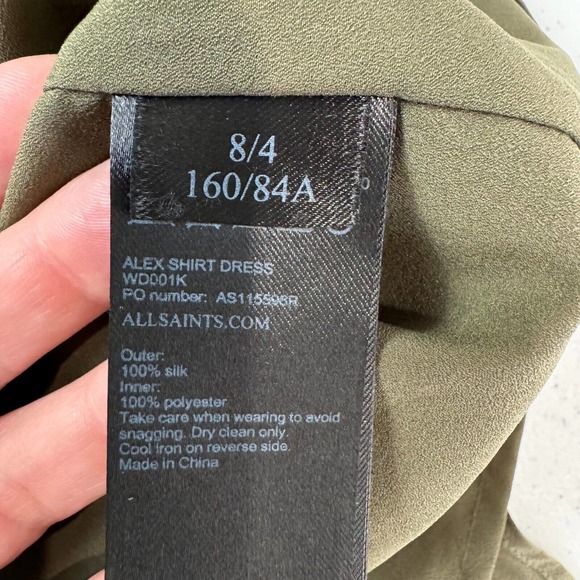 8/4
160/84A
ALEX SHIRT DRESS
WD001K
PO number: AS115598R
ALLSAINTS.COM
Outer:
100% silk
Inner:
100% polyester
Take care when wearing to avoid
snagging. Dry clean only.
Cool iron on reverse side.
Made in China